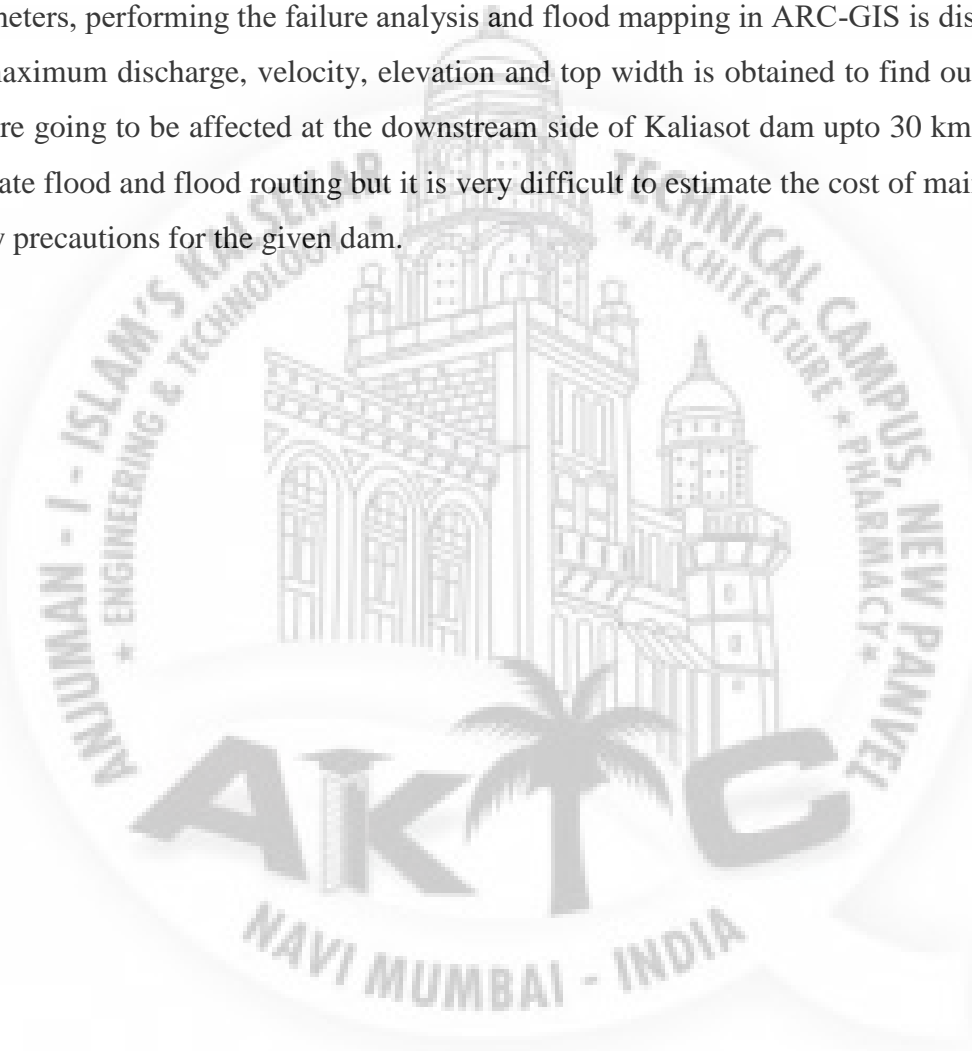 neters, performing the failure analysis and flood mapping in ARC-GIS is dis
naximum discharge, velocity, elevation and top width is obtained to find ou
re going to be affected at the downstream side of Kaliasot dam upto 30 km
ate flood and flood routing but it is very difficult to estimate the cost of mai
y precautions for the given dam.
ANJUMAN - I - ISLAM'S KALSEKAR TECHNICAL CAMPUS, NEW PANVEL
* ENGINEERING & TECHNOLOGY * *ARCHITECTURE * PHARMACY*
AKTC
NAVI MUMBAI - INDIA